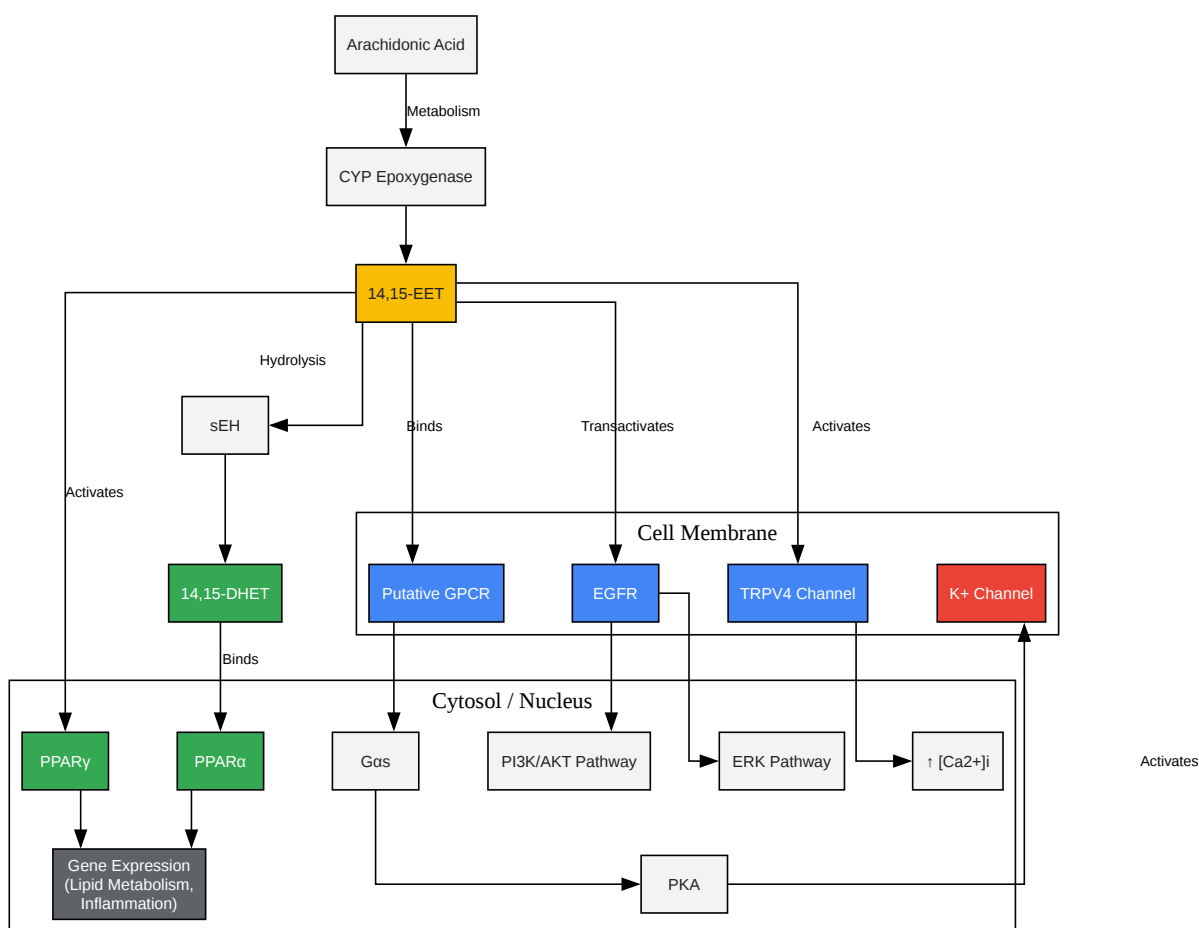 Arachidonic Acid
Metabolism
CYP Epoxygenase
14,15-EET
Hydrolysis
sEH
Binds
Transactivates
Activates
Activates
Cell Membrane
14,15-DHET
Putative GPCR
EGFR
TRPV4 Channel
K+ Channel
Binds
Cytosol / Nucleus
PPARγ
PPARα
Gαs
PI3K/AKT Pathway
ERK Pathway
↑ [Ca2+]i
Activates
Gene Expression
(Lipid Metabolism,
Inflammation)
PKA